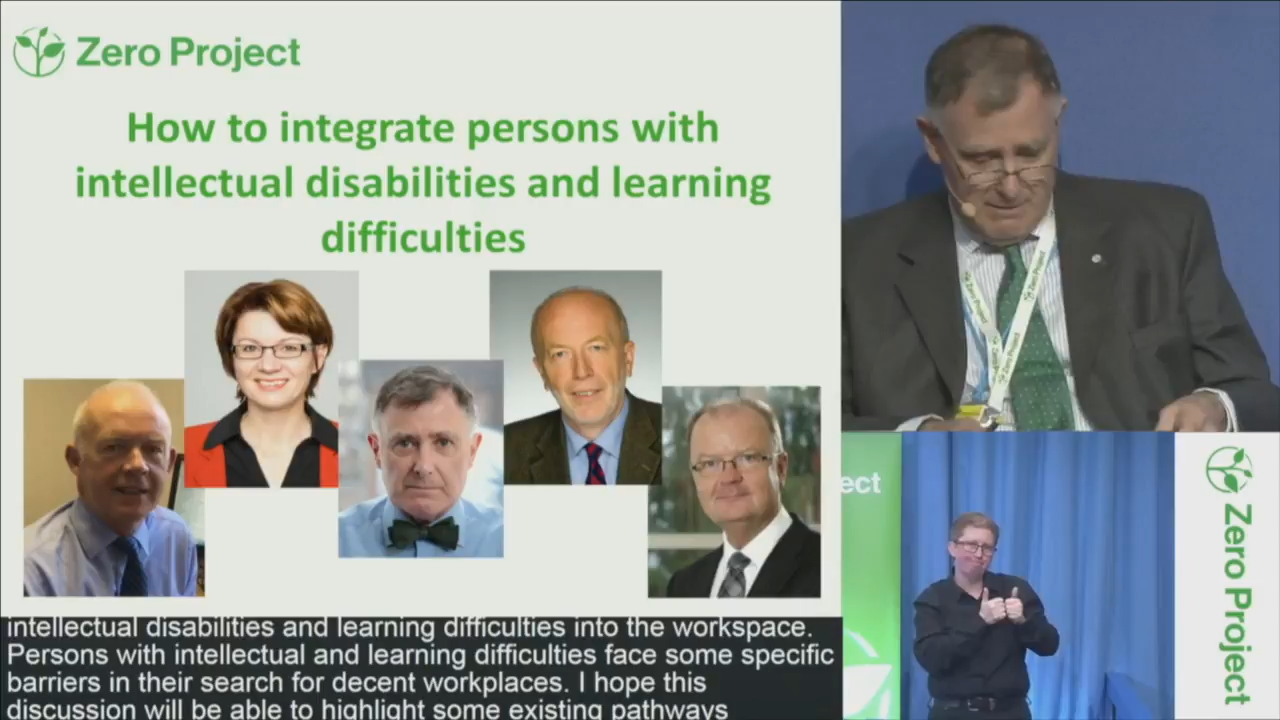 Zero Project
How to integrate persons with
intellectual disabilities and learning
difficulties
intellectual disabilities and learning difficulties into the workspace.
Persons with intellectual and learning difficulties face some specific
barriers in their search for decent workplaces. I hope this
discussion will be able to highlight some existing pathways
Zero Project
ect
Zero Project